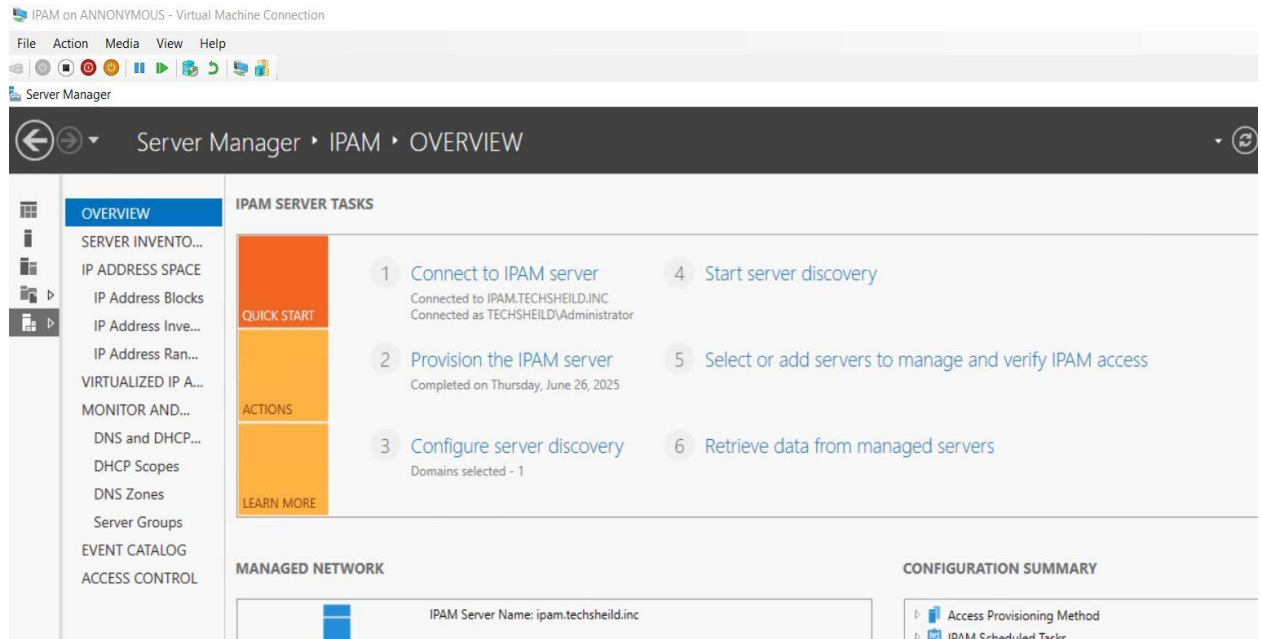 IPAM on ANNONYMOUS - Virtual Machine Connection
File Action Media View Help
Server Manager
Server Manager ‣ IPAM ‣ OVERVIEW
OVERVIEW
SERVER INVENTO...
IP ADDRESS SPACE
IP Address Blocks
IP Address Inve...
IP Address Ran...
VIRTUALIZED IP A...
MONITOR AND...
DNS and DHCP...
DHCP Scopes
DNS Zones
Server Groups
EVENT CATALOG
ACCESS CONTROL
IPAM SERVER TASKS
QUICK START
ACTIONS
LEARN MORE
1 Connect to IPAM server
Connected to IPAM.TECHSHEILD.INC
Connected as TECHSHEILD\Administrator
2 Provision the IPAM server
Completed on Thursday, June 26, 2025
3 Configure server discovery
Domains selected - 1
4 Start server discovery
5 Select or add servers to manage and verify IPAM access
6 Retrieve data from managed servers
MANAGED NETWORK
IPAM Server Name: ipam.techsheild.inc
CONFIGURATION SUMMARY
Access Provisioning Method
IPAM Scheduled Tasks